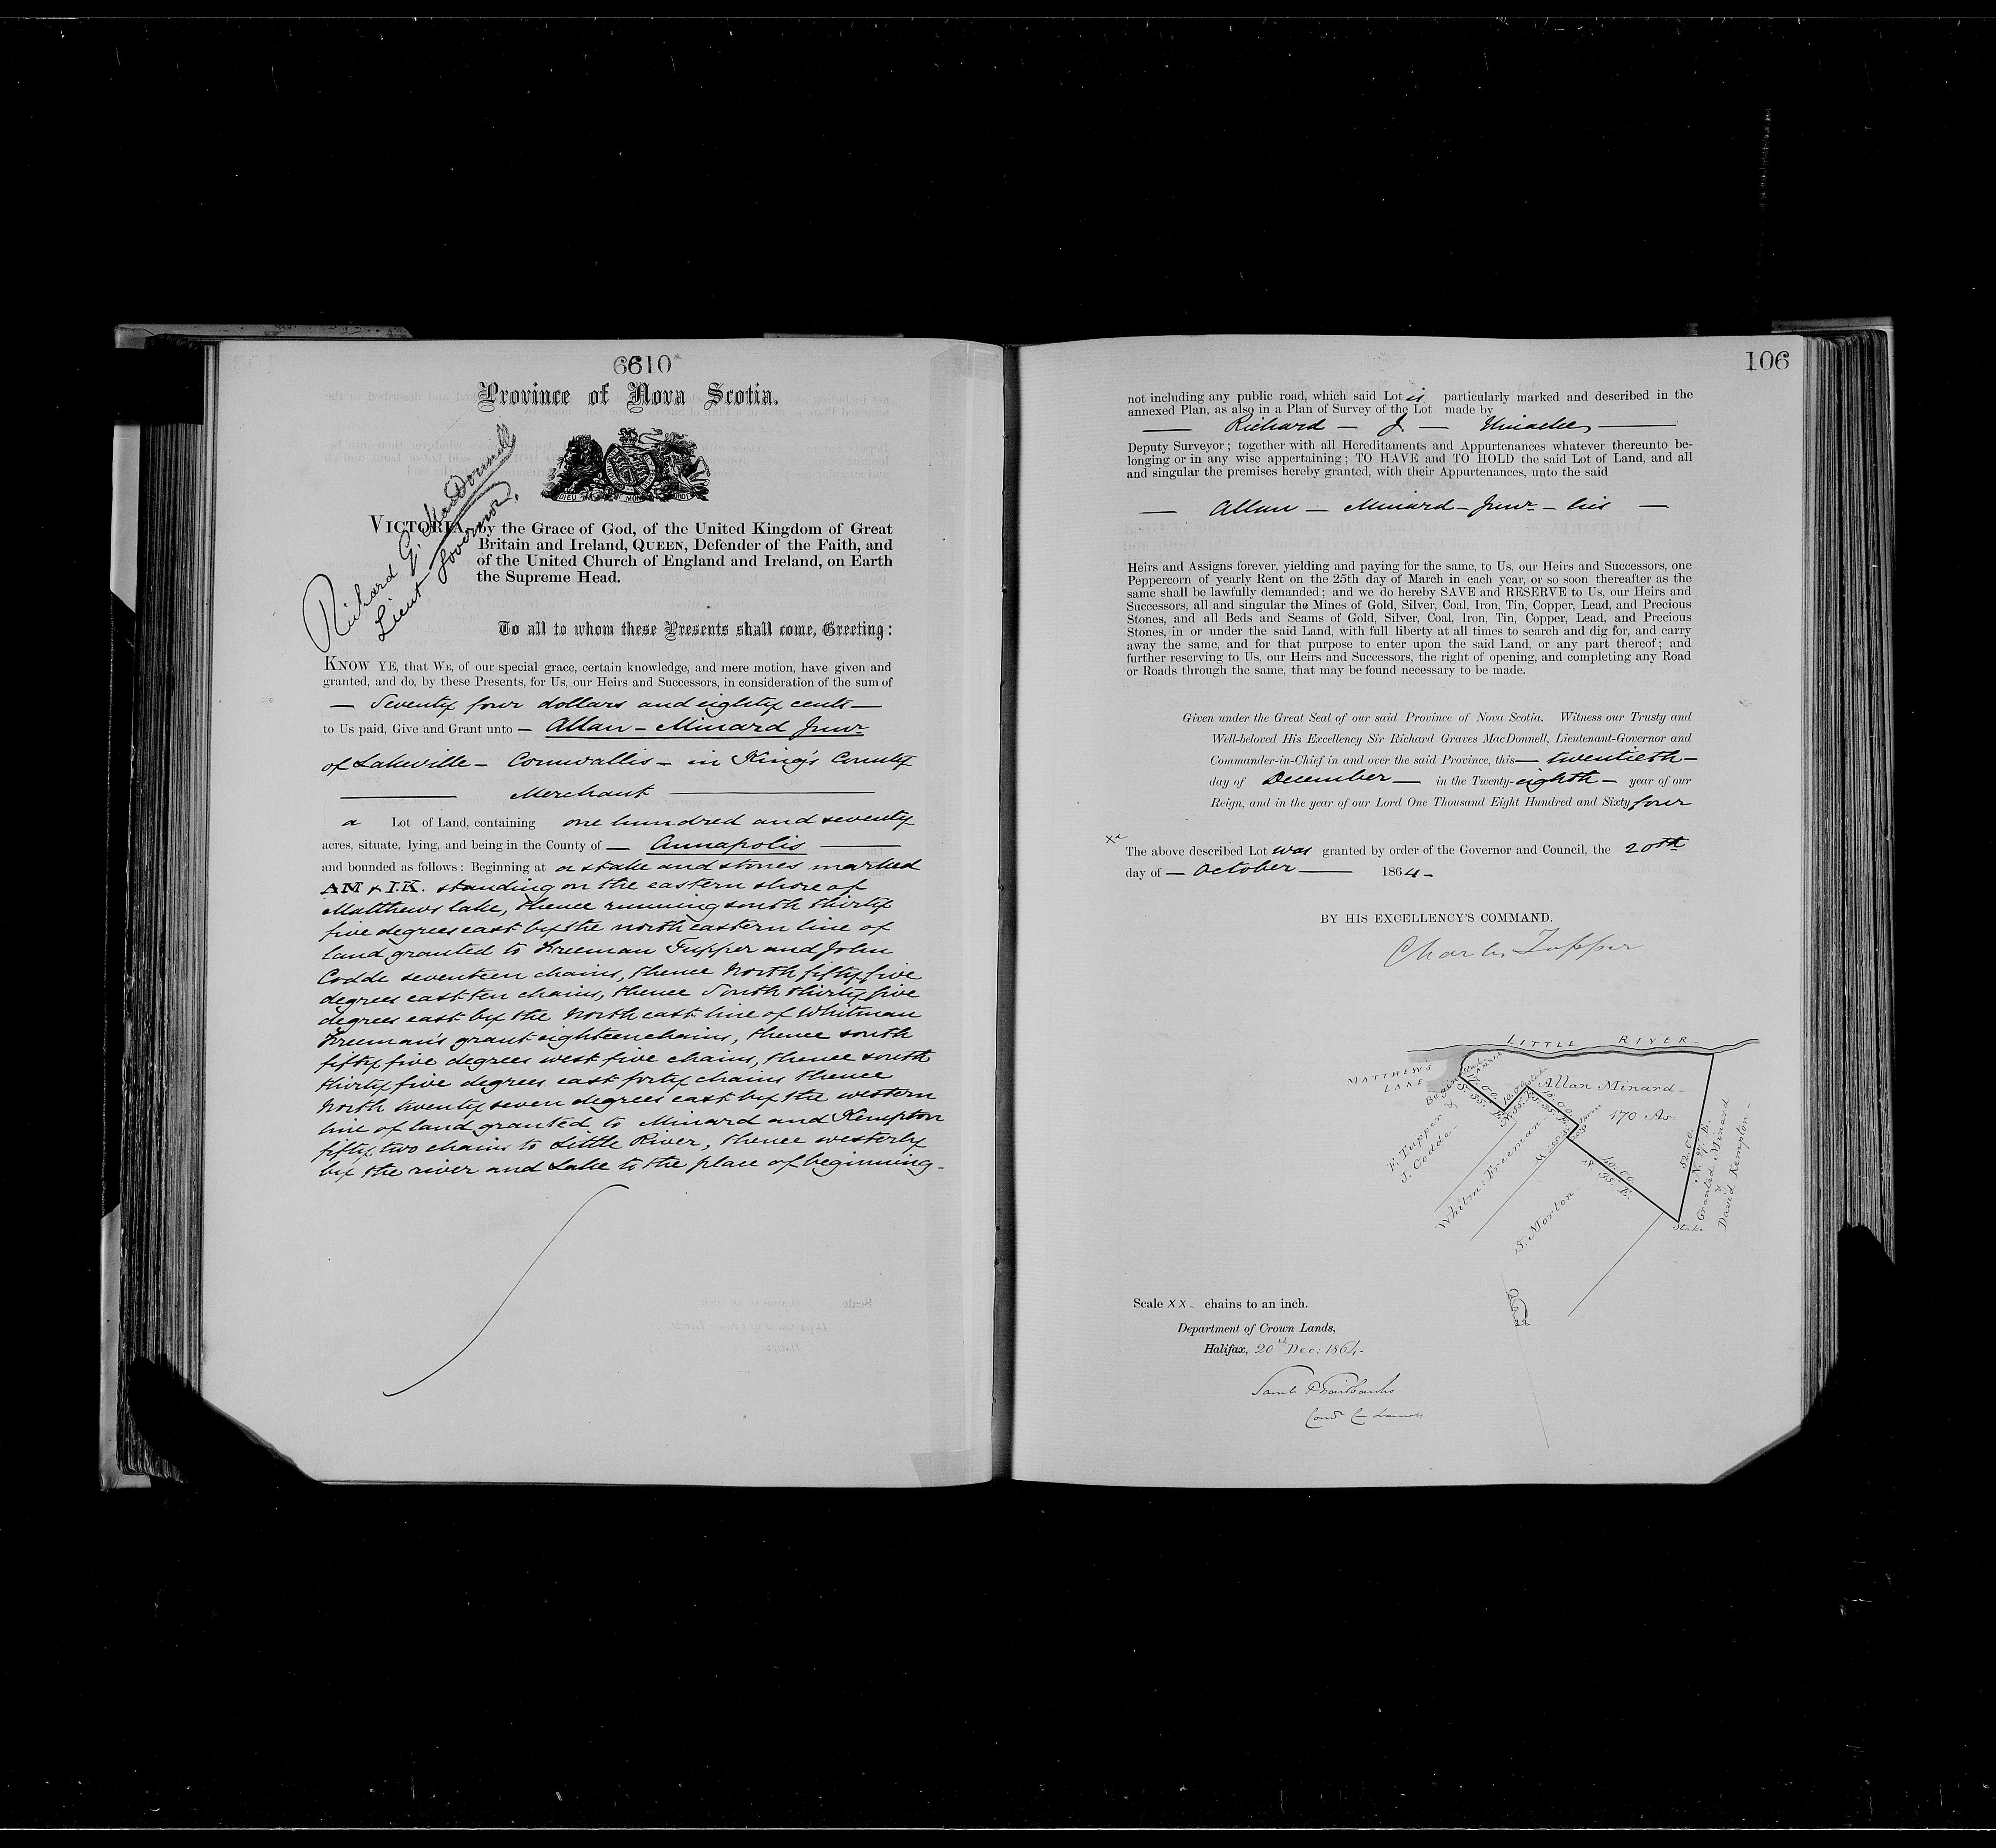 6610
Province of Nova Scotia.
DIEU ET MON DROIT
Richard G. MacDonnell
Lieut Governor.
VICTORIA, by the Grace of God, of the United Kingdom of Great
Britain and Ireland, QUEEN, Defender of the Faith, and
of the United Church of England and Ireland, on Earth
the Supreme Head.
To all to whom these Presents shall come, Greeting:
KNOW YE, that WE, of our special grace, certain knowledge, and mere motion, have given and
granted, and do, by these Presents, for Us, our Heirs and Successors, in consideration of the sum of
— Seventy four dollars and eighty cents —
to Us paid, Give and Grant unto — Allan - Minard Junr
of Lakeville - Cornwallis - in King's County
Merchant
a Lot of Land, containing one hundred and seventy
acres, situate, lying, and being in the County of — Annapolis
and bounded as follows: Beginning at a stake and stones marked
AM & I.K. standing on the eastern shore of
Matthews lake, thence running south thirty
five degrees east by the north eastern line of
land granted to Freeman Tupper and John
Codde seventeen chains, thence North fifty five
degrees east ten chains, thence South thirty five
degrees east by the North east line of Whitman
Freeman's grant eighteen chains, thence south
fifty five degrees west five chains, thence south
thirty five degrees east forty chains thence
North twenty seven degrees east by the western
line of land granted to Minard and Kempton
fifty two chains to Little River, thence westerly
by the river and Lake to the place of beginning -
106
not including any public road, which said Lot is particularly marked and described in the
annexed Plan, as also in a Plan of Survey of the Lot made by
— Richard — J. — Uniacke —
Deputy Surveyor; together with all Hereditaments and Appurtenances whatever thereunto be-
longing or in any wise appertaining; TO HAVE and TO HOLD the said Lot of Land, and all
and singular the premises hereby granted, with their Appurtenances, unto the said
— Allan — Minard - Junr - his —
Heirs and Assigns forever, yielding and paying for the same, to Us, our Heirs and Successors, one
Peppercorn of yearly Rent on the 25th day of March in each year, or so soon thereafter as the
same shall be lawfully demanded; and we do hereby SAVE and RESERVE to Us, our Heirs and
Successors, all and singular the Mines of Gold, Silver, Coal, Iron, Tin, Copper, Lead, and Precious
Stones, and all Beds and Seams of Gold, Silver, Coal, Iron, Tin, Copper, Lead, and Precious
Stones, in or under the said Land, with full liberty at all times to search and dig for, and carry
away the same, and for that purpose to enter upon the said Land, or any part thereof; and
further reserving to Us, our Heirs and Successors, the right of opening, and completing any Road
or Roads through the same, that may be found necessary to be made.
Given under the Great Seal of our said Province of Nova Scotia. Witness our Trusty and
Well-beloved His Excellency Sir Richard Graves MacDonnell, Lieutenant-Governor and
Commander-in-Chief in and over the said Province, this — twentieth —
day of December — in the Twenty-eighth — year of our
Reign, and in the year of our Lord One Thousand Eight Hundred and Sixty four
The above described Lot was granted by order of the Governor and Council, the 20th
day of — October — 1864 -
BY HIS EXCELLENCY'S COMMAND.
Charles Tupper
LITTLE RIVER -
MATTHEWS
LAKE
Allan Minard -
170 As.
F. Tupper &
J. Codde -
17.00
S. 35. E.
10.00
N. 55. E.
18.00
S. 35. E.
Whitm: Freeman
S. Morton
S. 35. E.
52.00
N. 27. E.
Granted Minard
&
David Kempton -
Stake
Scale XX - chains to an inch.
Department of Crown Lands,
Halifax, 20th Dec: 1864 -
Saml P Fairbanks
Comr C Lands